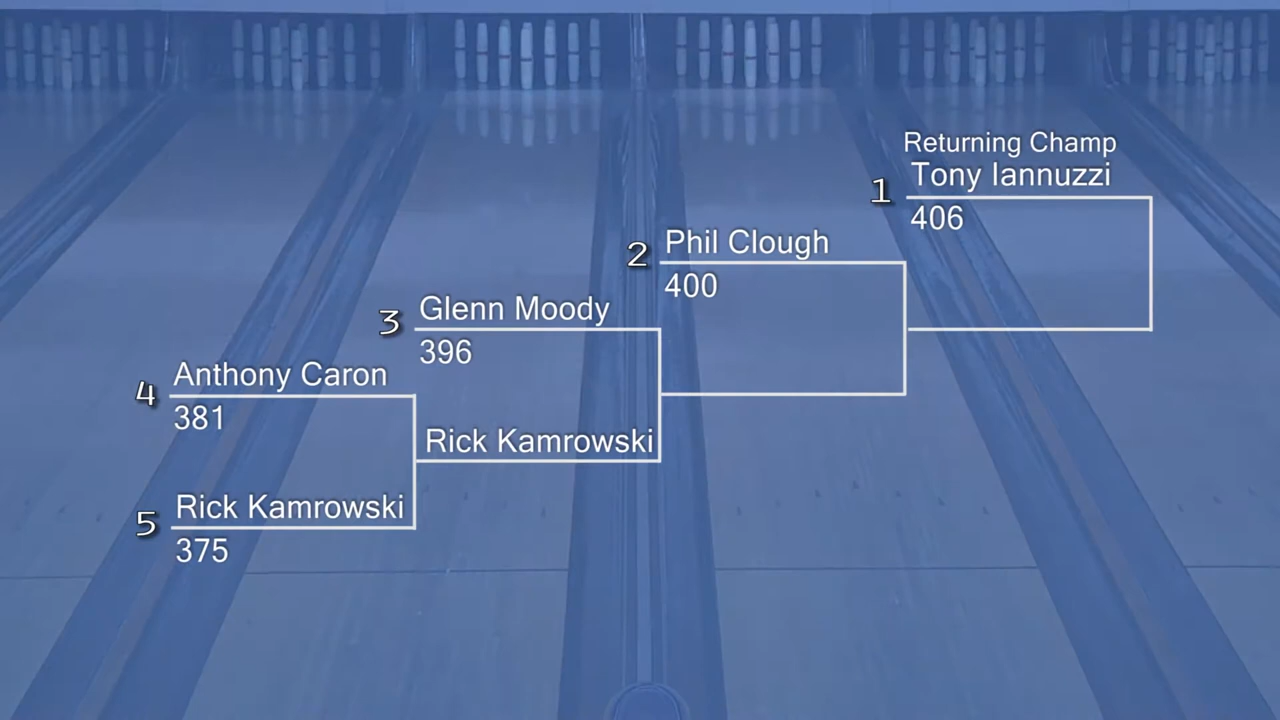 Returning Champ
1 Tony Iannuzzi
406
2 Phil Clough
400
3 Glenn Moody
396
4 Anthony Caron
381
Rick Kamrowski
5 Rick Kamrowski
375